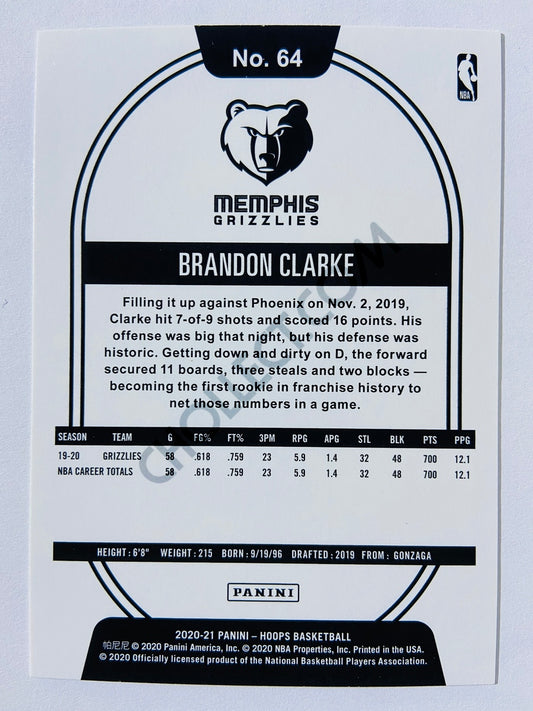 No. 64
NBA
MEMPHIS
GRIZZLIES
BRANDON CLARKE
Filling it up against Phoenix on Nov. 2, 2019,
Clarke hit 7-of-9 shots and scored 16 points. His
offense was big that night, but his defense was
historic. Getting down and dirty on D, the forward
secured 11 boards, three steals and two blocks —
becoming the first rookie in franchise history to
net those numbers in a game.
SEASON TEAM G FG% FT% 3PM RPG APG STL BLK PTS PPG
19-20 GRIZZLIES 58 .618 .759 23 5.9 1.4 32 48 700 12.1
NBA CAREER TOTALS 58 .618 .759 23 5.9 1.4 32 48 700 12.1
HEIGHT: 6'8" WEIGHT: 215 BORN: 9/19/96 DRAFTED: 2019 FROM: GONZAGA
PANINI
2020-21 PANINI – HOOPS BASKETBALL
帕尼尼 © 2020 Panini America, Inc. © 2020 NBA Properties, Inc. Printed in the USA.
© 2020 Officially licensed product of the National Basketball Players Association.
CHOLLECT.COM